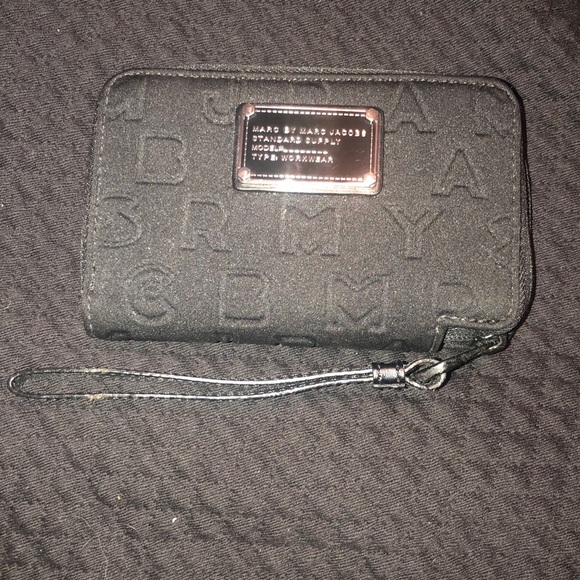 MARC BY MARC JACOBS
STANDARD SUPPLY
MODEL#
TYPE: WORKWEAR
J D A
D A
S R M Y S
C B M